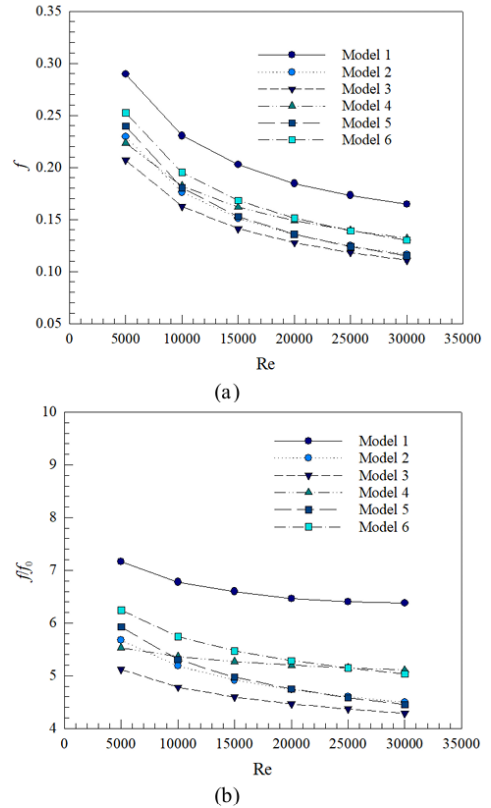 0.35
0.30
0.25
0.20
0.15
0.10
0.05
f
Model 1
Model 2
Model 3
Model 4
Model 5
Model 6
0 5000 10000 15000 20000 25000 30000 35000
Re
(a)
10
9
8
7
6
5
4
f/f₀
Model 1
Model 2
Model 3
Model 4
Model 5
Model 6
0 5000 10000 15000 20000 25000 30000 35000
Re
(b)